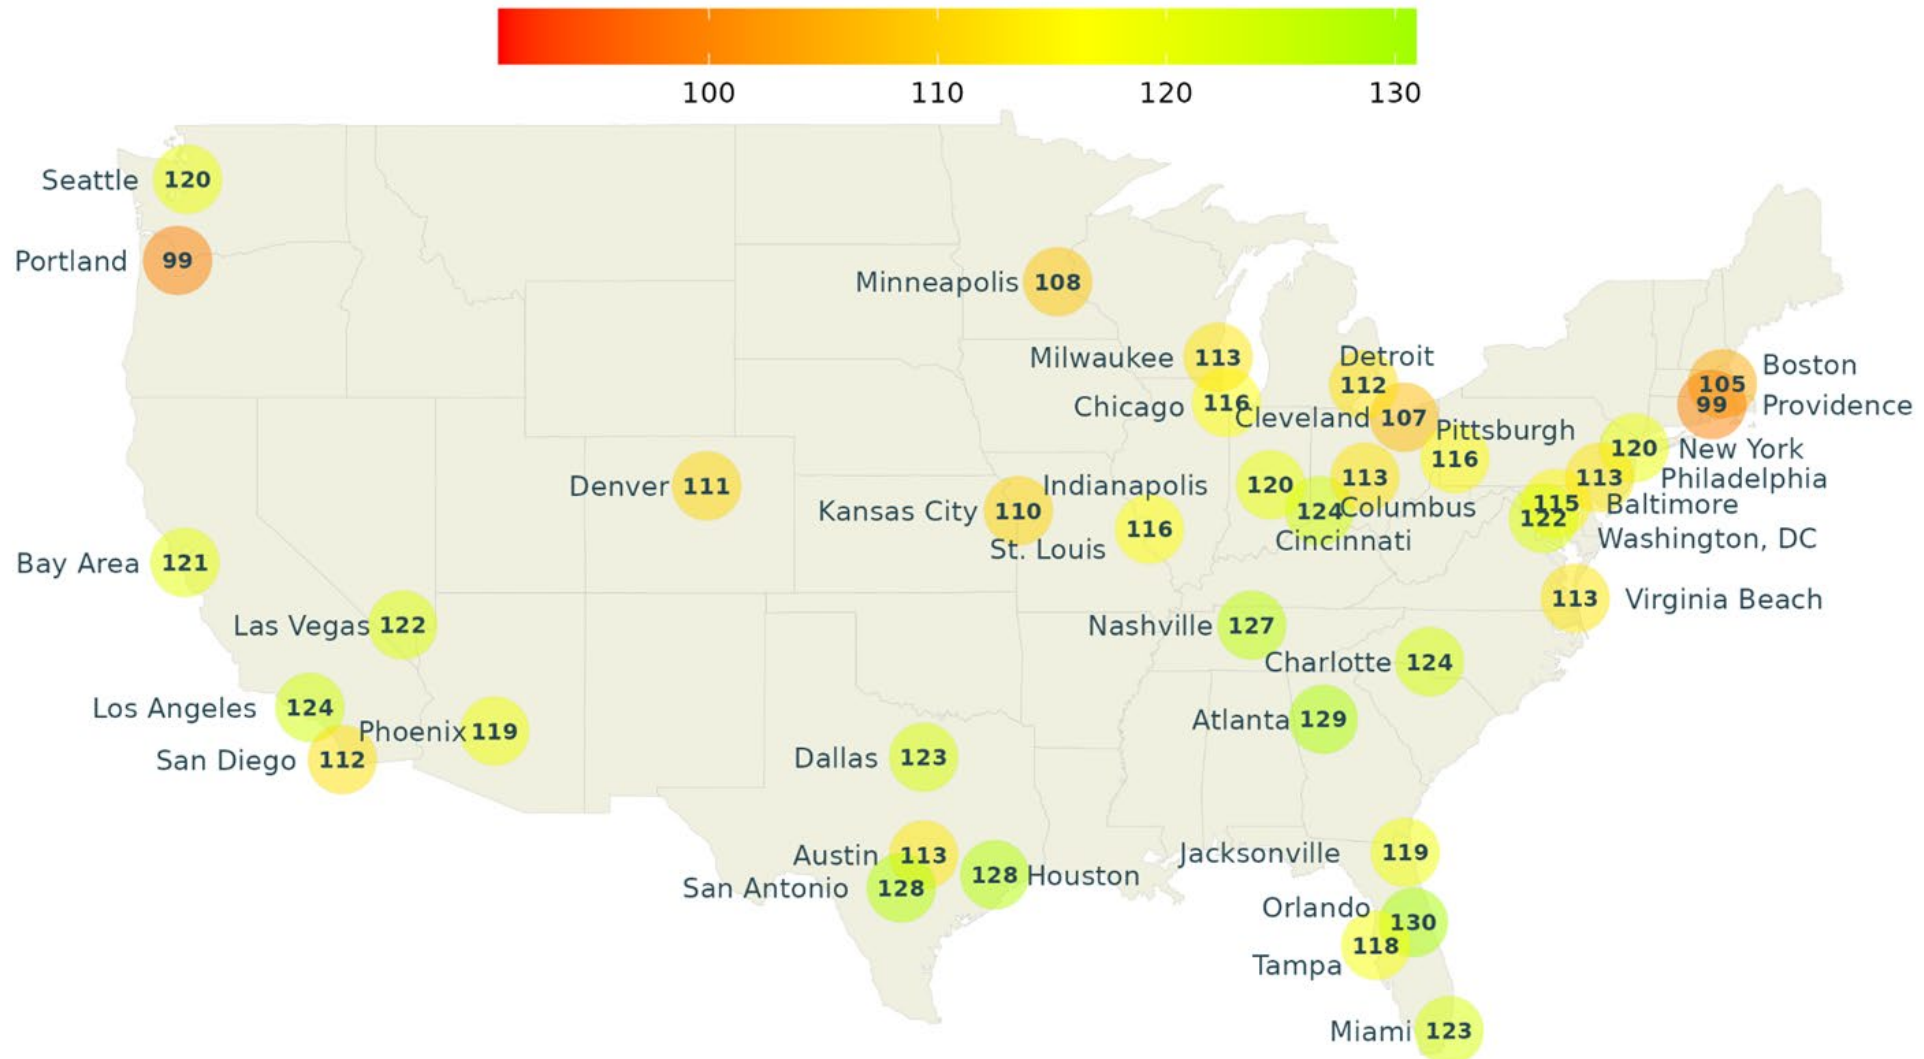 100 110 120 130
Seattle 120
Portland 99
Minneapolis 108
Milwaukee 113
Detroit
112
Boston
105
Chicago 116
Cleveland 107
99 Providence
Pittsburgh
116
120 New York
Denver 111
Indianapolis 120
113
Columbus
113 Philadelphia
Kansas City 110
124
Cincinnati
115 Baltimore
122
Washington, DC
116
St. Louis
Bay Area 121
113 Virginia Beach
Las Vegas 122
Nashville 127
Charlotte 124
Los Angeles 124
Phoenix 119
Atlanta 129
San Diego 112
Dallas 123
Austin 113
Jacksonville 119
San Antonio 128
128 Houston
Orlando 130
118
Tampa
Miami 123